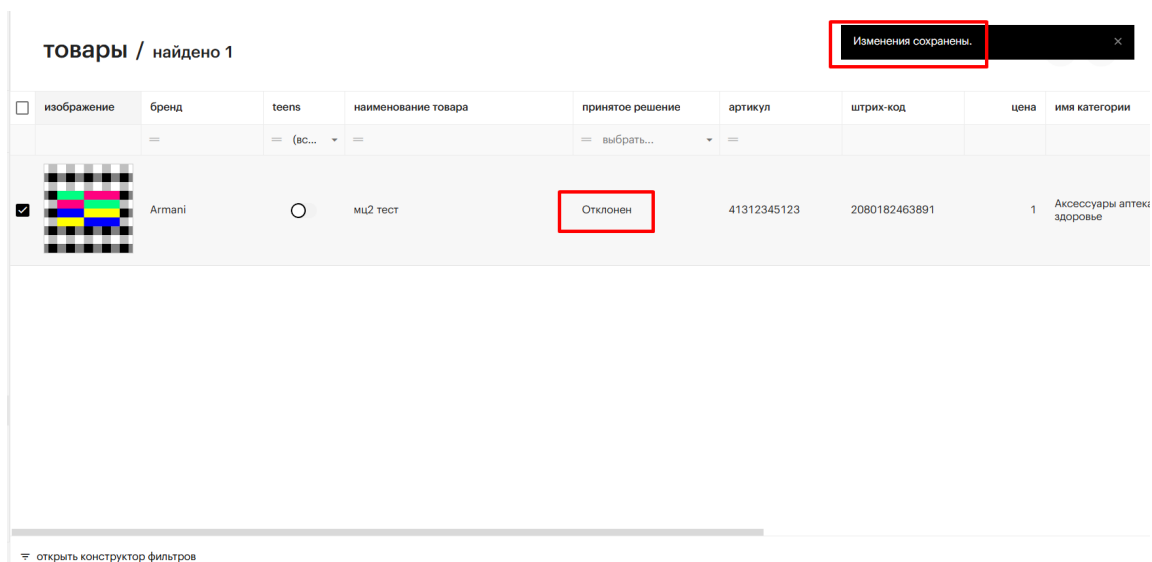 товары / найдено 1
Изменения сохранены.
изображение бренд teens наименование товара принятое решение артикул штрих-код цена имя категории
= = (вс... = = выбрать... =
Armani мц2 тест Отклонен 41312345123 2080182463891 1 Аксессуары аптека
здоровье
открыть конструктор фильтров